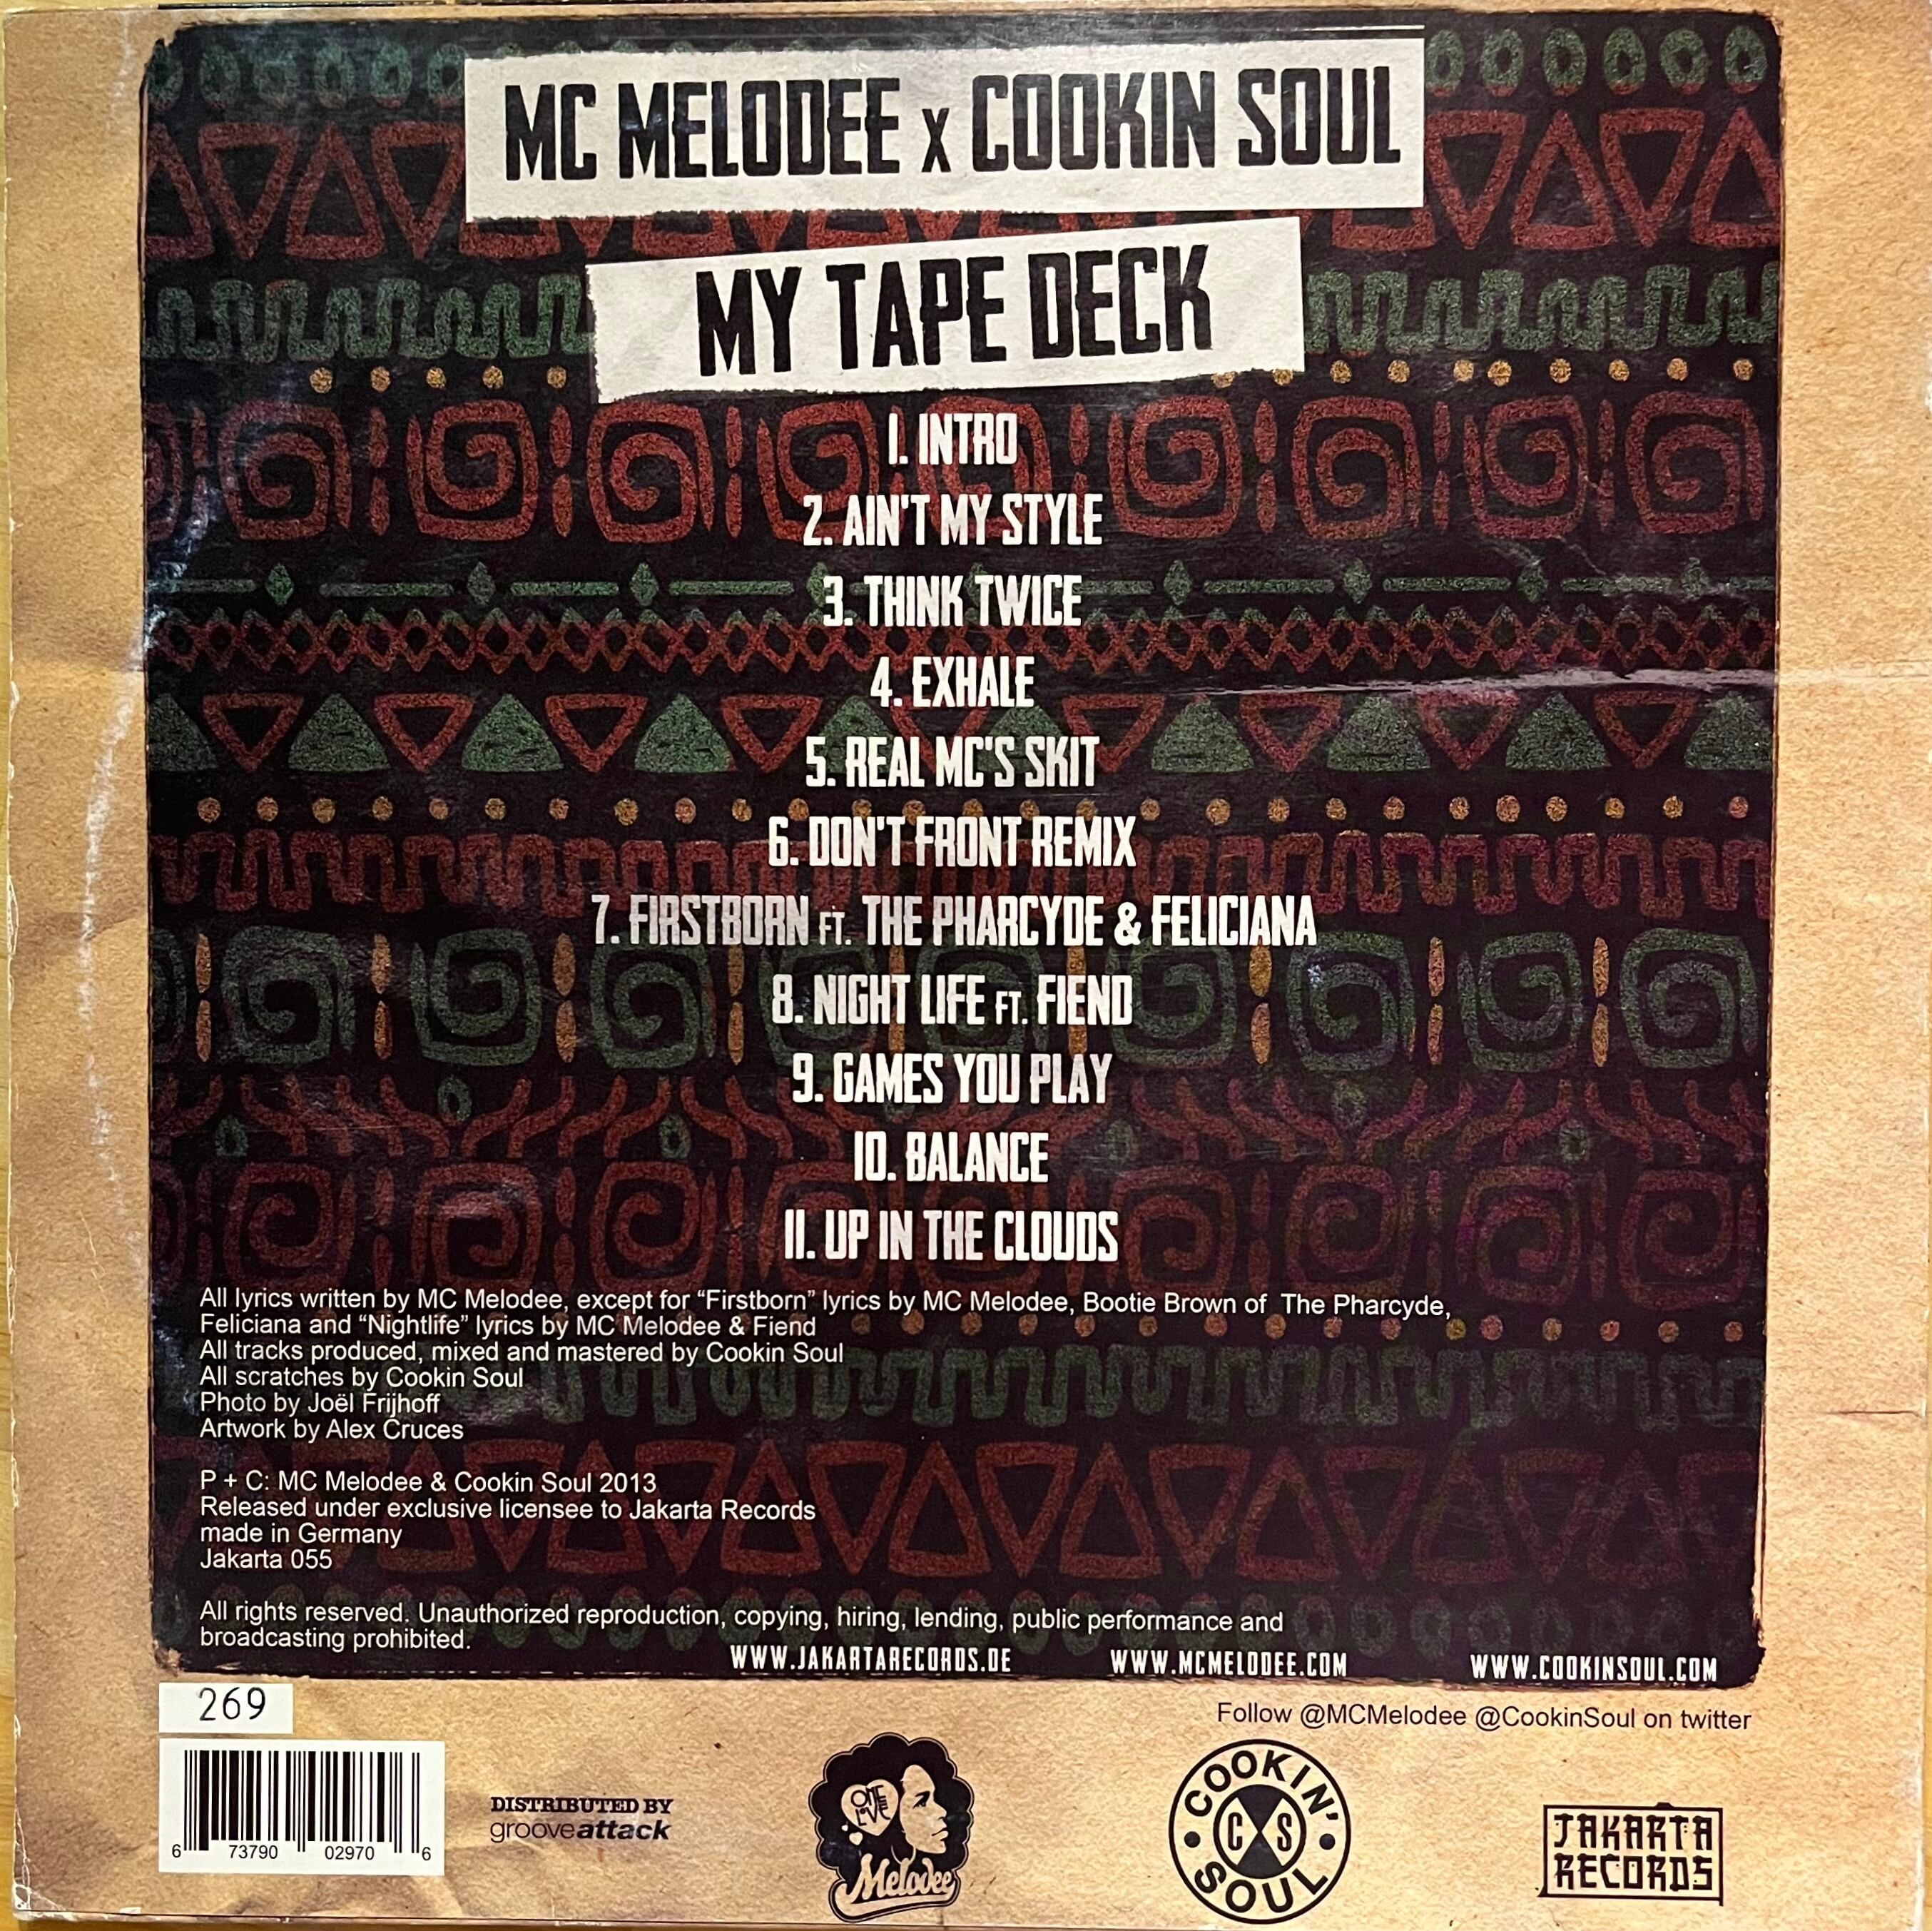 MC MELODEE X COOKIN SOUL
MY TAPE DECK
1. INTRO
2. AIN'T MY STYLE
3. THINK TWICE
4. EXHALE
5. REAL MC'S SKIT
6. DON'T FRONT REMIX
7. FIRSTBORN FT. THE PHARCYDE & FELICIANA
8. NIGHT LIFE FT. FIEND
9. GAMES YOU PLAY
10. BALANCE
11. UP IN THE CLOUDS
All lyrics written by MC Melodee, except for “Firstborn” lyrics by MC Melodee, Bootie Brown of The Pharcyde,
Feliciana and “Nightlife” lyrics by MC Melodee & Fiend
All tracks produced, mixed and mastered by Cookin Soul
All scratches by Cookin Soul
Photo by Joël Frijhoff
Artwork by Alex Cruces
P + C: MC Melodee & Cookin Soul 2013
Released under exclusive licensee to Jakarta Records
made in Germany
Jakarta 055
All rights reserved. Unauthorized reproduction, copying, hiring, lending, public performance and
broadcasting prohibited.
WWW.JAKARTARECORDS.DE WWW.MCMELODEE.COM WWW.COOKINSOUL.COM
269
Follow @MCMelodee @CookinSoul on twitter
6 73790 02970 6
DISTRIBUTED BY
grooveattack
ONE
LOVE
Melodee
COOKIN'
CS
SOUL
JAKARTA
RECORDS